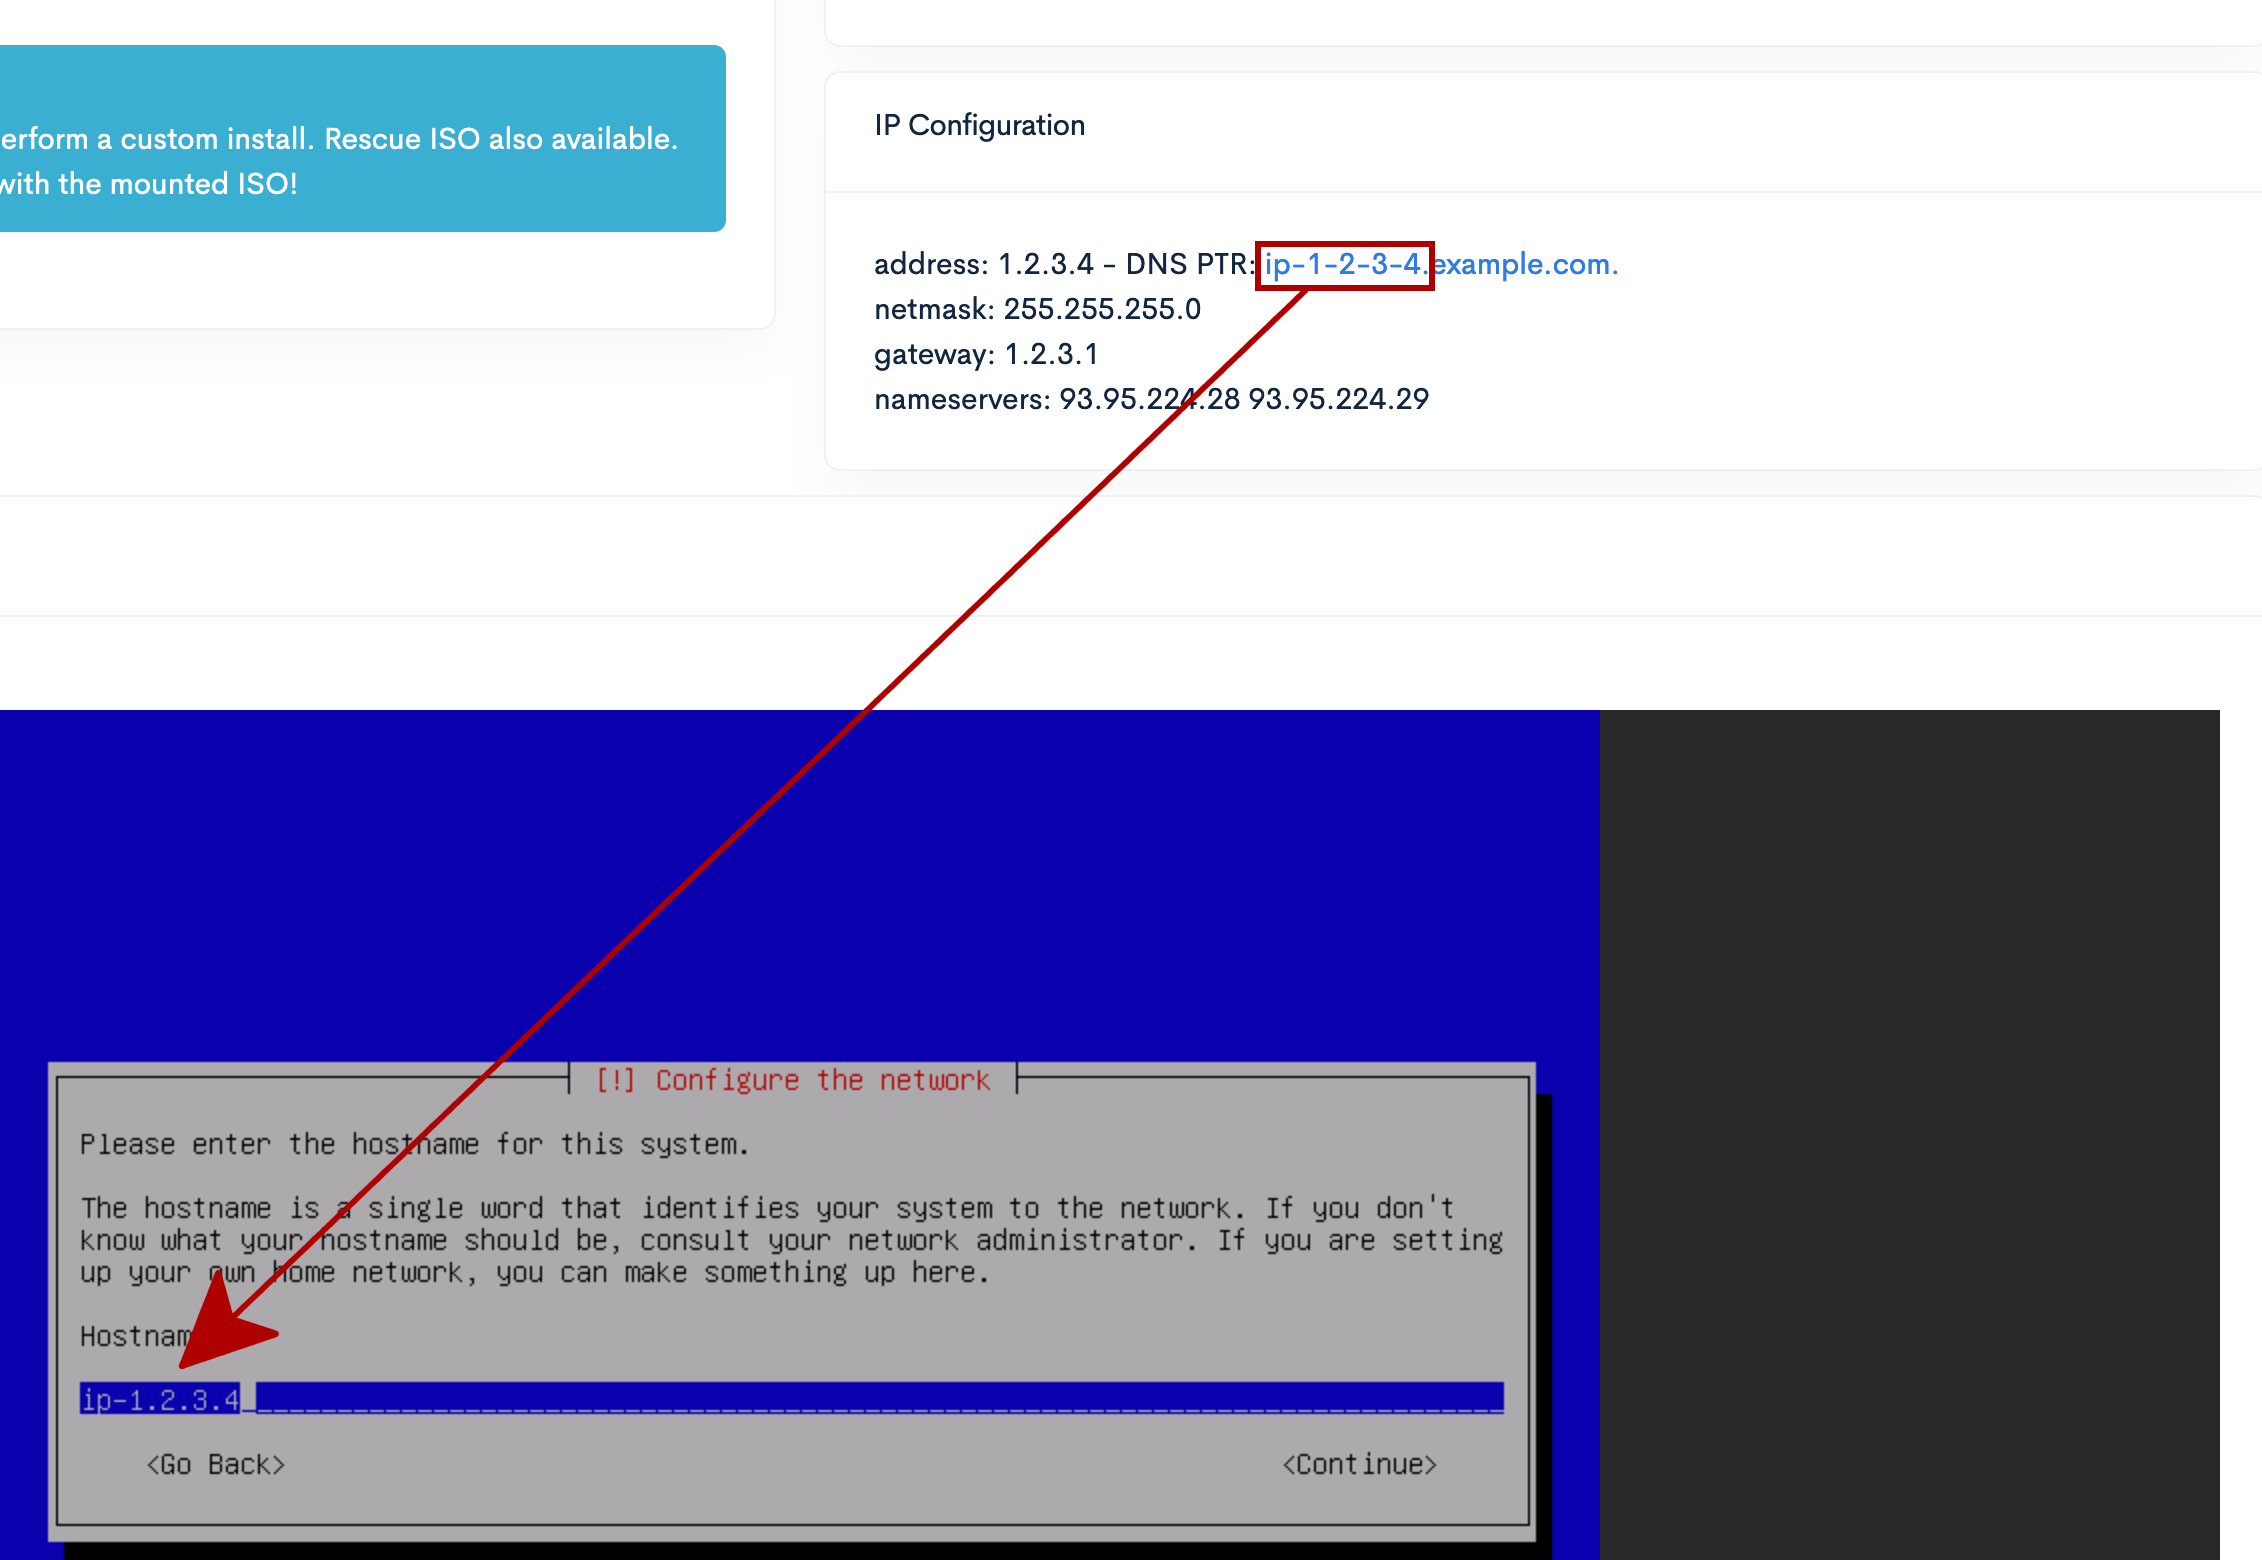 erform a custom install. Rescue ISO also available.
with the mounted ISO!
IP Configuration
address: 1.2.3.4 - DNS PTR: ip-1-2-3-4.example.com.
netmask: 255.255.255.0
gateway: 1.2.3.1
nameservers: 93.95.224.28 93.95.224.29
[!] Configure the network
Please enter the hostname for this system.
The hostname is a single word that identifies your system to the network. If you don't
know what your hostname should be, consult your network administrator. If you are setting
up your own home network, you can make something up here.
Hostnam
ip-1.2.3.4
<Go Back>
<Continue>